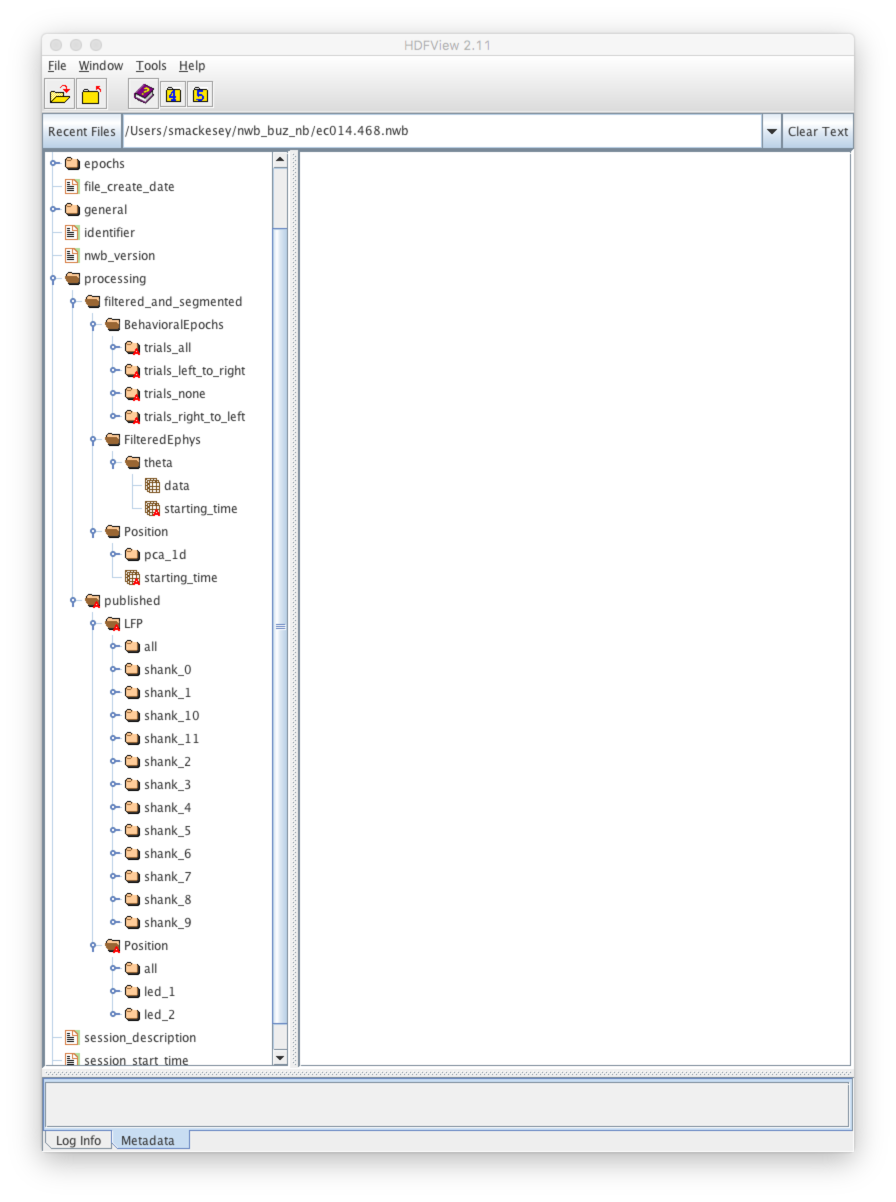 HDFView 2.11
File Window Tools Help
4 5
Recent Files /Users/smackesey/nwb_buz_nb/ec014.468.nwb Clear Text
epochs
file_create_date
general
identifier
nwb_version
processing
filtered_and_segmented
BehavioralEpochs
trials_all
trials_left_to_right
trials_none
trials_right_to_left
FilteredEphys
theta
data
starting_time
Position
pca_1d
starting_time
published
LFP
all
shank_0
shank_1
shank_10
shank_11
shank_2
shank_3
shank_4
shank_5
shank_6
shank_7
shank_8
shank_9
Position
all
led_1
led_2
session_description
session_start_time
Log Info Metadata